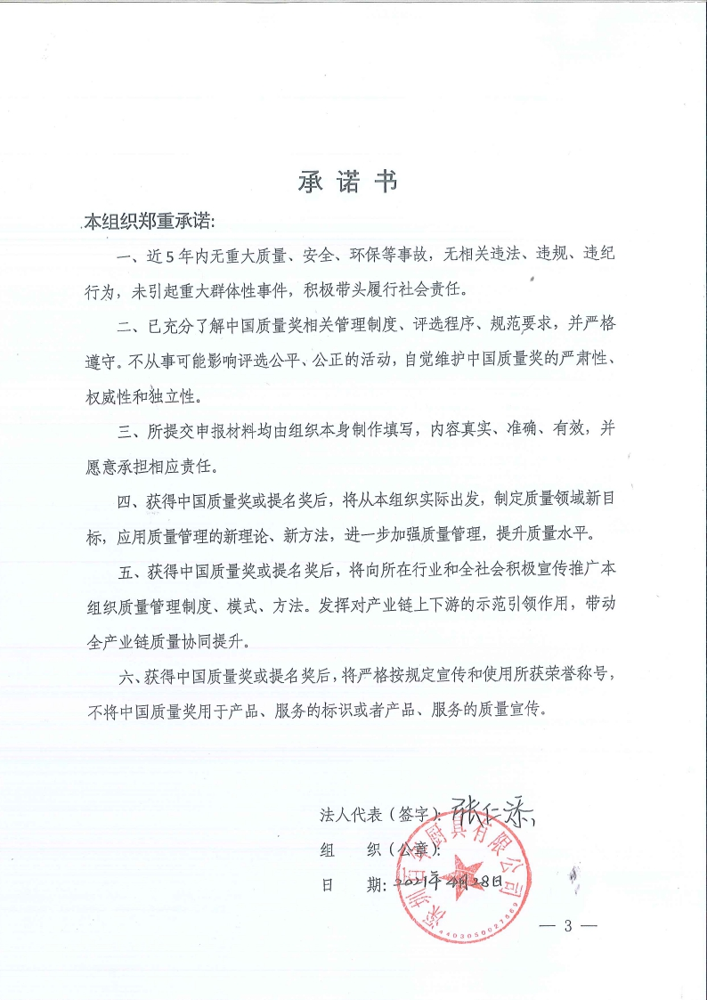 承诺书
本组织郑重承诺:
一、近5年内无重大质量、安全、环保等事故，无相关违法、违规、违纪
行为，未引起重大群体性事件，积极带头履行社会责任。
二、已充分了解中国质量奖相关管理制度、评选程序、规范要求，并严格
遵守。不从事可能影响评选公平、公正的活动，自觉维护中国质量奖的严肃性、
权威性和独立性。
三、所提交申报材料均由组织本身制作填写，内容真实、准确、有效，并
愿意承担相应责任。
四、获得中国质量奖或提名奖后，将从本组织实际出发，制定质量领域新目
标，应用质量管理的新理论、新方法，进一步加强质量管理，提升质量水平。
五、获得中国质量奖或提名奖后，将向所在行业和全社会积极宣传推广本
组织质量管理制度、模式、方法。发挥对产业链上下游的示范引领作用，带动
全产业链质量协同提升。
六、获得中国质量奖或提名奖后，将严格按规定宣传和使用所获荣誉称号，
不将中国质量奖用于产品、服务的标识或者产品、服务的质量宣传。
法人代表（签字）：张仁添
组　　织（公章）：
日　　期：2021年4月28日
深圳 厨具有限公司
4403050027569
— 3 —